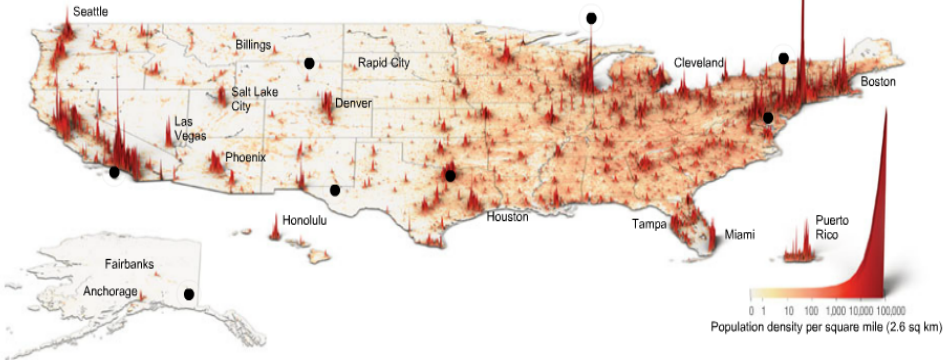 Seattle
Billings
Rapid City
Cleveland
Boston
Salt Lake
City
Denver
Las
Vegas
Phoenix
Houston
Honolulu
Tampa
Miami
Puerto
Rico
Fairbanks
Anchorage
0 1 10 100 1,000 10,000 100,000
Population density per square mile (2.6 sq km)